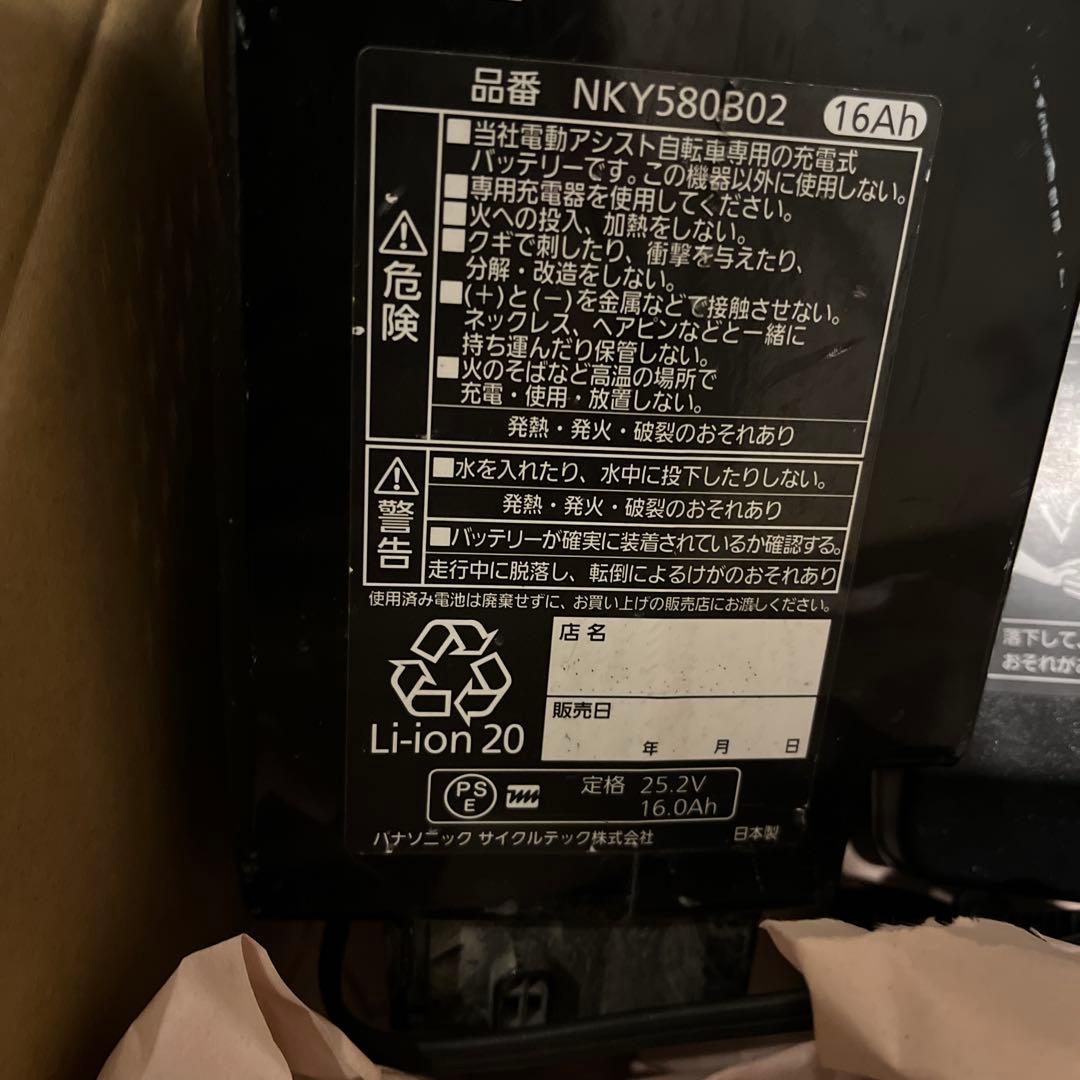 品番 NKY580B02 16Ah
危険
■当社電動アシスト自転車専用の充電式
バッテリーです。この機器以外に使用しない。
■専用充電器を使用してください。
■火への投入、加熱をしない。
■クギで刺したり、衝撃を与えたり、
分解・改造をしない。
■(+)と(−)を金属などで接触させない。
ネックレス、ヘアピンなどと一緒に
持ち運んだり保管しない。
■火のそばなど高温の場所で
充電・使用・放置しない。
発熱・発火・破裂のおそれあり
警告
■水を入れたり、水中に投下したりしない。
発熱・発火・破裂のおそれあり
■バッテリーが確実に装着されているか確認する。
走行中に脱落し、転倒によるけがのおそれあり
使用済み電池は廃棄せずに、お買い上げの販売店にお渡しください。
Li-ion 20
店名
販売日
年 月 日
PSE
定格 25.2V
16.0Ah
パナソニック サイクルテック株式会社 日本製
落下して、
おそれが